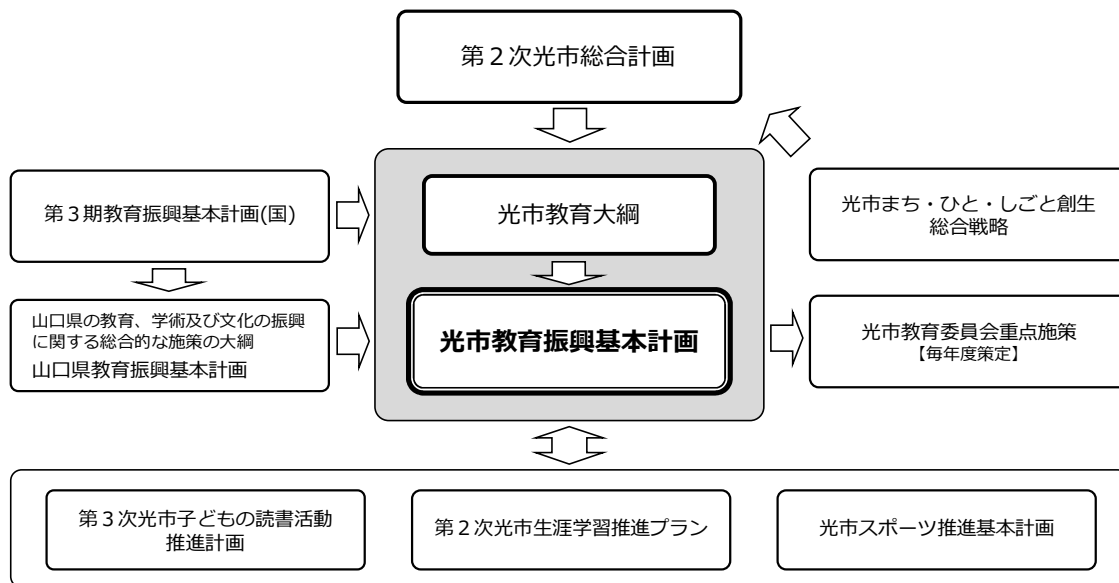 第２次光市総合計画
第３期教育振興基本計画(国)
光市教育大綱
光市まち・ひと・しごと創生
総合戦略
山口県の教育、学術及び文化の振興
に関する総合的な施策の大綱
山口県教育振興基本計画
光市教育振興基本計画
光市教育委員会重点施策
【毎年度策定】
第３次光市子どもの読書活動
推進計画
第２次光市生涯学習推進プラン
光市スポーツ推進基本計画